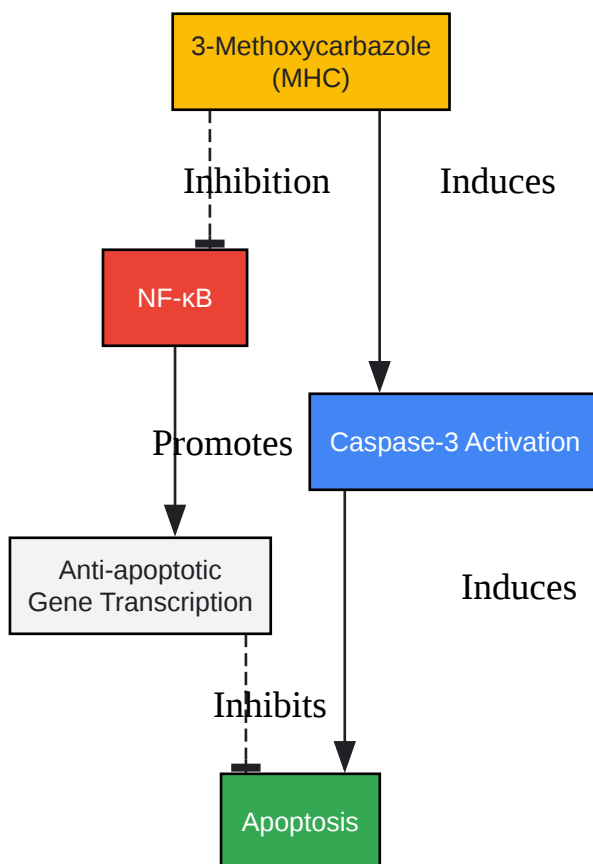 3-Methoxycarbazole
(MHC)
Inhibition
Induces
NF-κB
Promotes
Caspase-3 Activation
Anti-apoptotic
Gene Transcription
Induces
Inhibits
Apoptosis